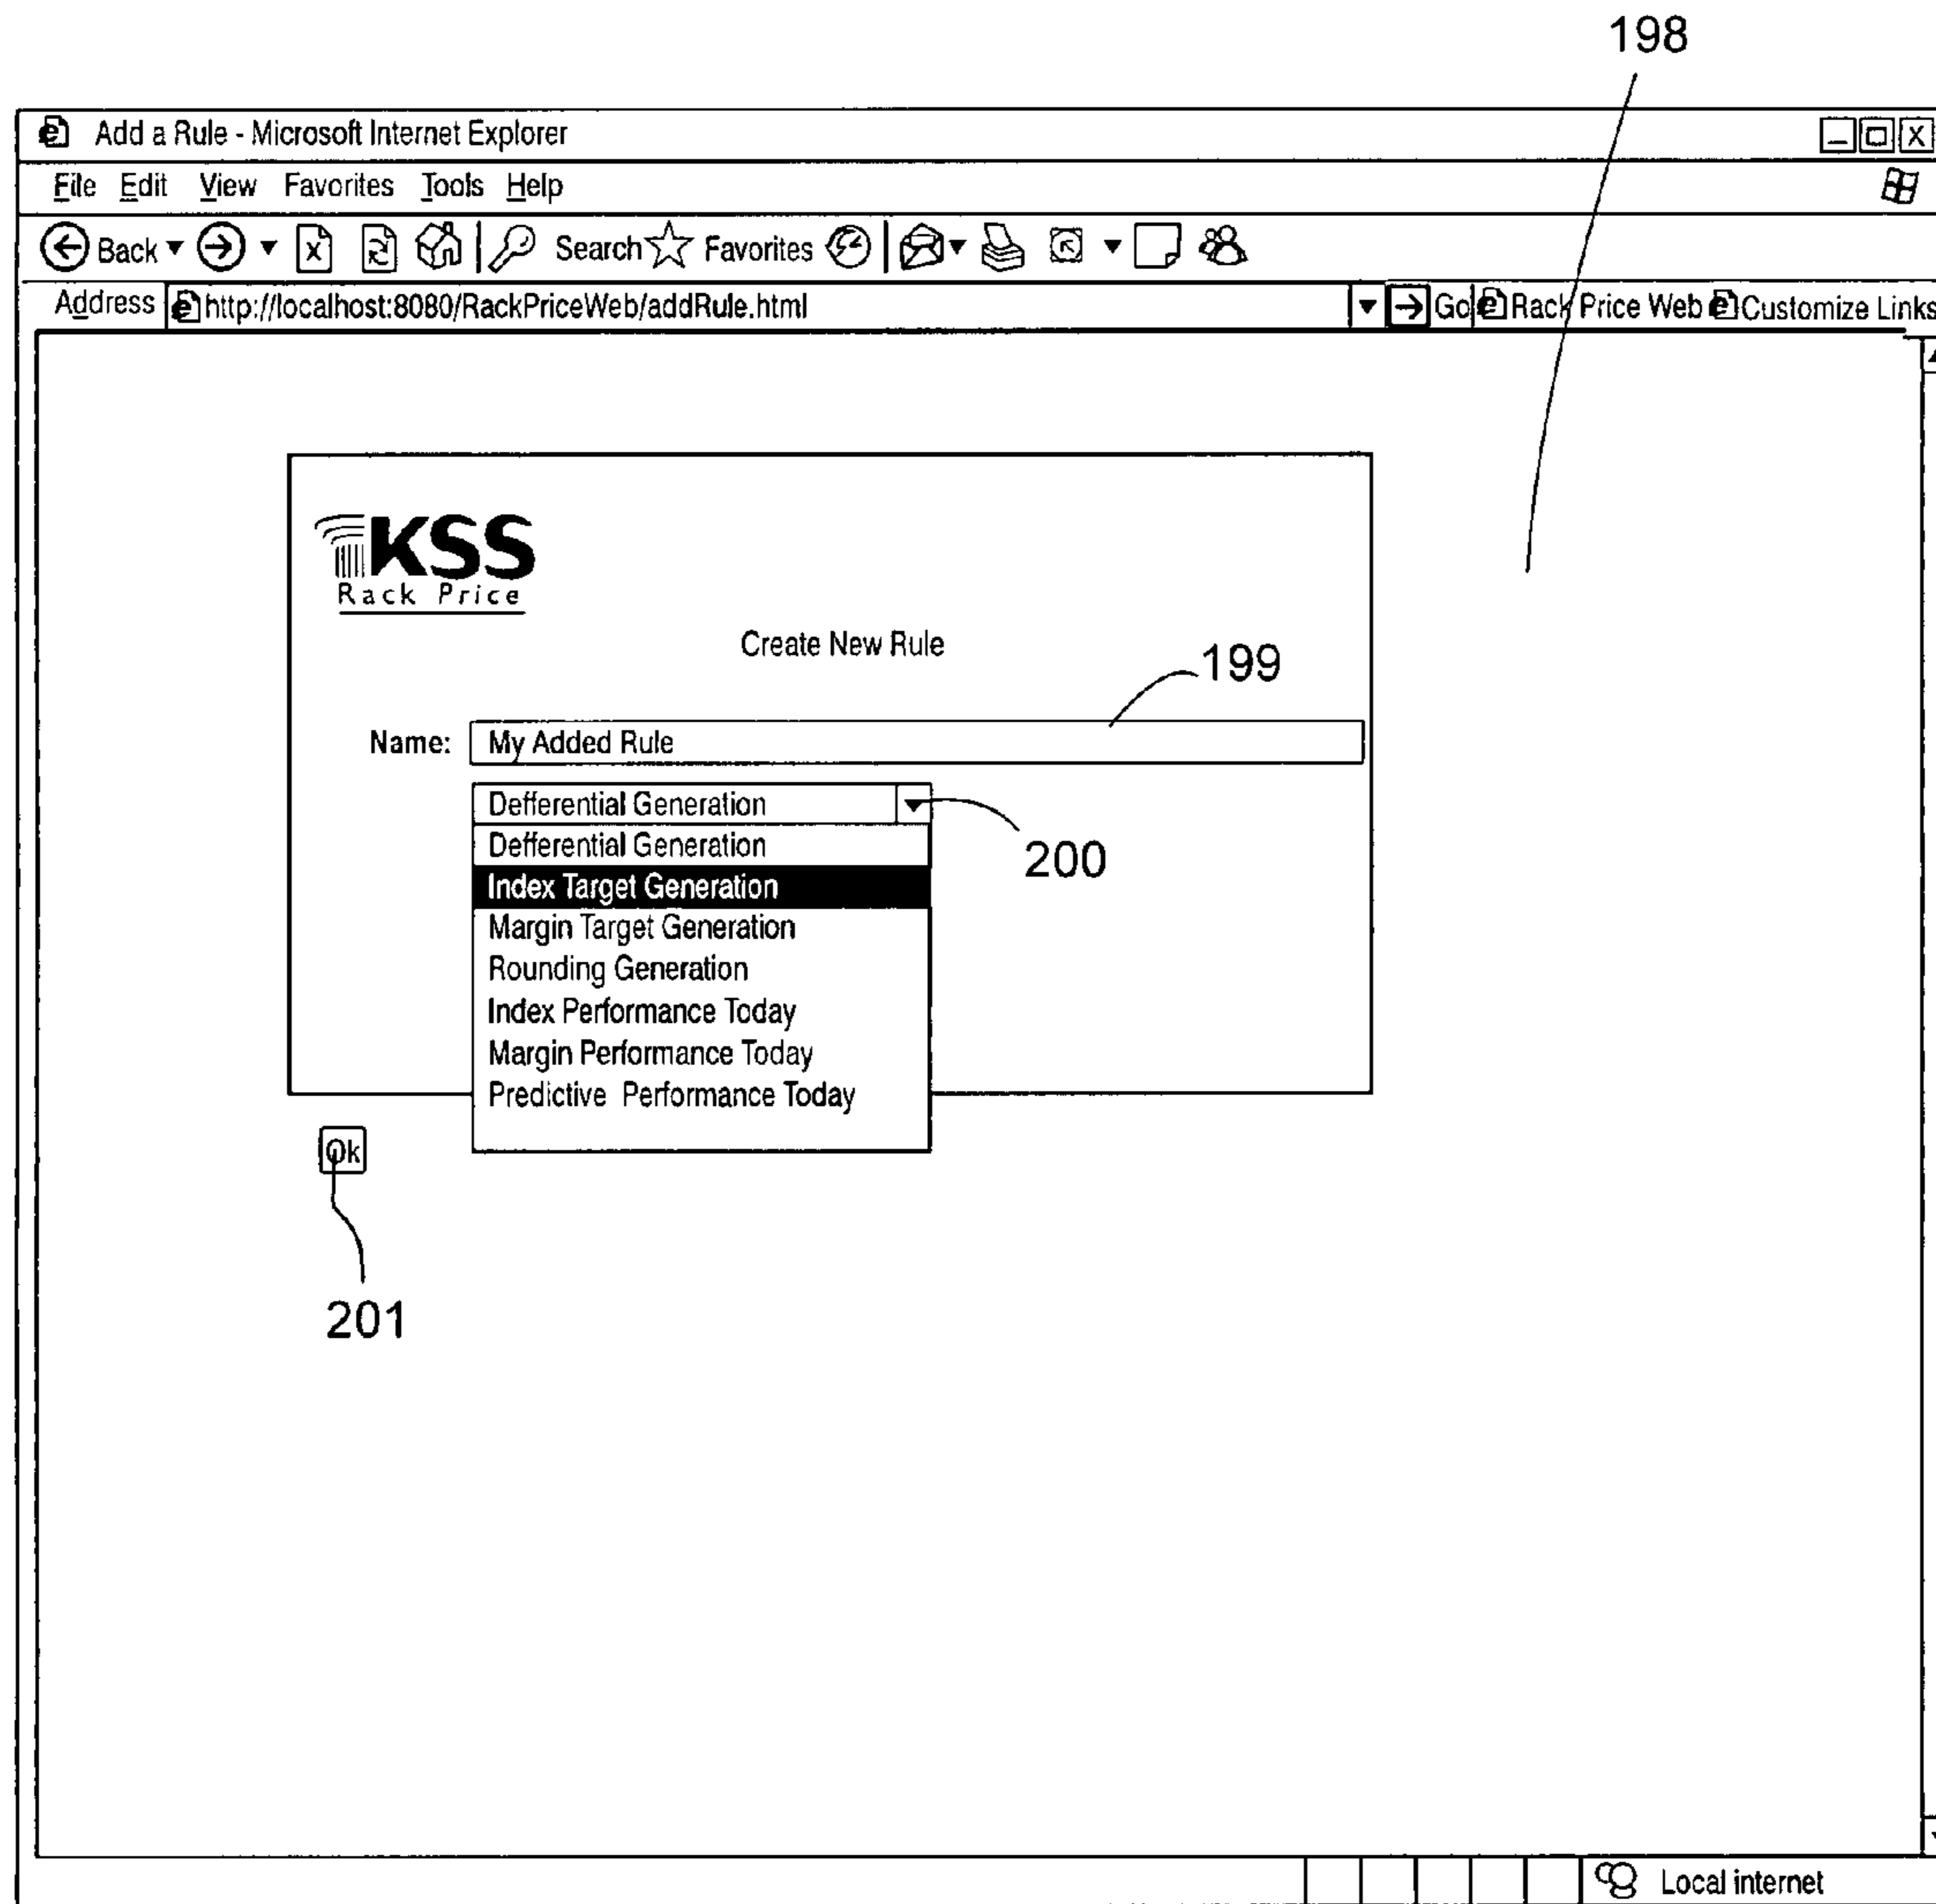 198
Add a Rule - Microsoft Internet Explorer
File Edit View Favorites Tools Help
Back Search Favorites
Address http://localhost:8080/RackPriceWeb/addRule.html Go Rack Price Web Customize Links
KSS
Rack Price
Create New Rule
199
Name: My Added Rule
Defferential Generation
200
Defferential Generation
Index Target Generation
Margin Target Generation
Rounding Generation
Index Performance Today
Margin Performance Today
Predictive Performance Today
Ok
201
Local internet